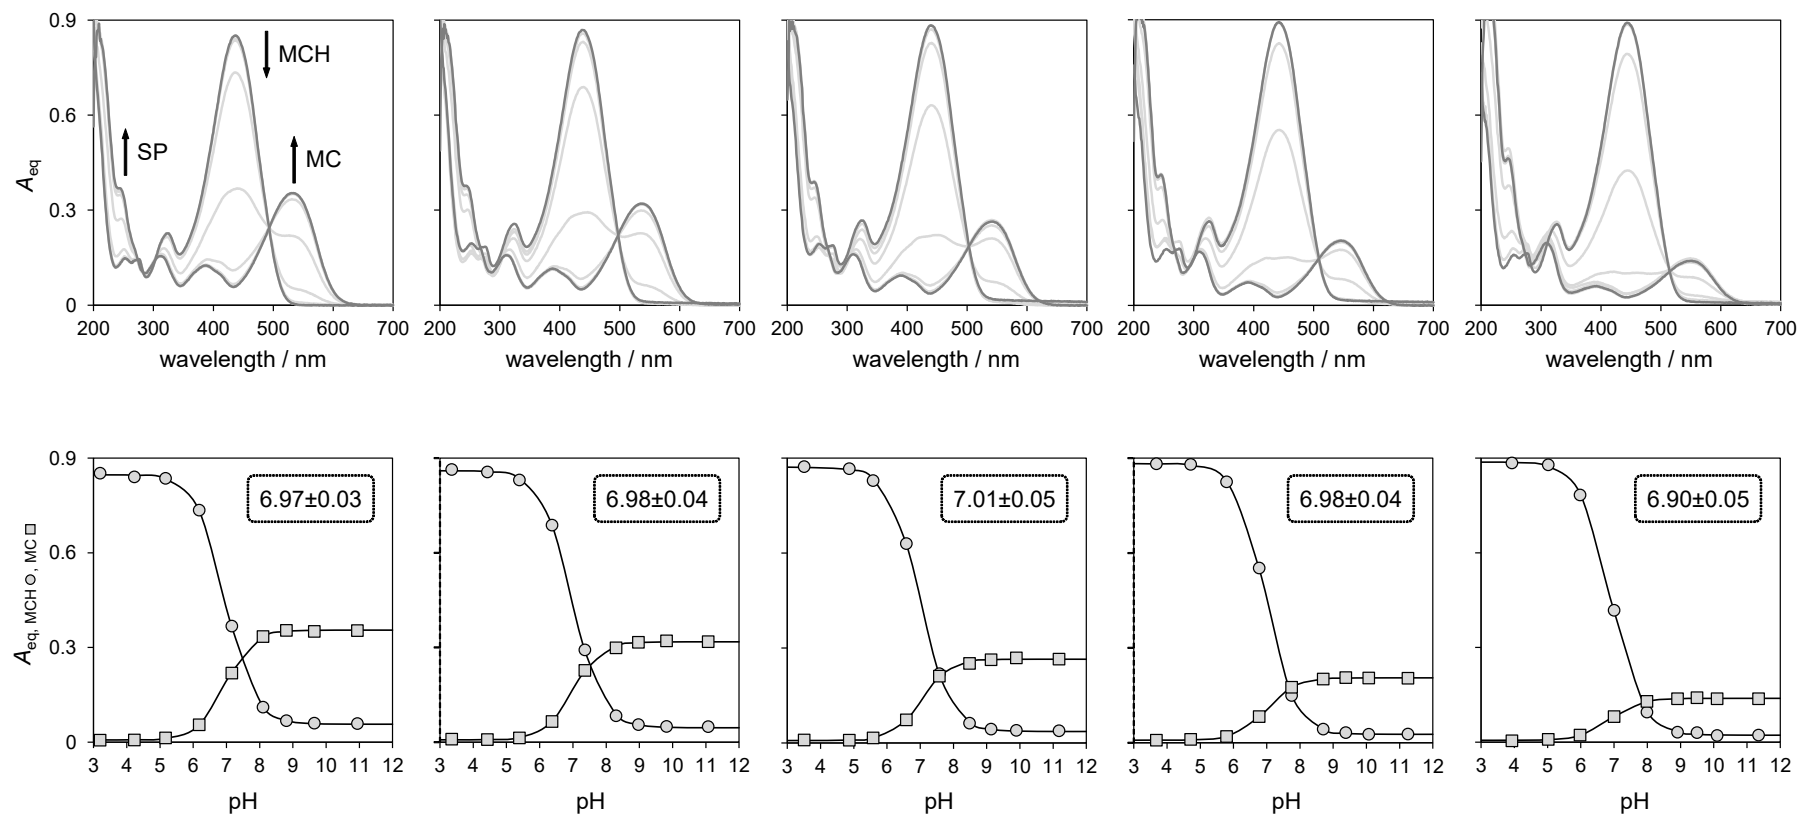 0.9
0.6
0.3
0
A eq
MCH
SP
MC
200 300 400 500 600 700
200 300 400 500 600 700
200 300 400 500 600 700
200 300 400 500 600 700
200 300 400 500 600 700
wavelength / nm
wavelength / nm
wavelength / nm
wavelength / nm
wavelength / nm
0.9
0.6
0.3
0
A eq, MCH ○, MC □
6.97±0.03
6.98±0.04
7.01±0.05
6.98±0.04
6.90±0.05
3 4 5 6 7 8 9 10 11 12
3 4 5 6 7 8 9 10 11 12
3 4 5 6 7 8 9 10 11 12
3 4 5 6 7 8 9 10 11 12
3 4 5 6 7 8 9 10 11 12
pH
pH
pH
pH
pH